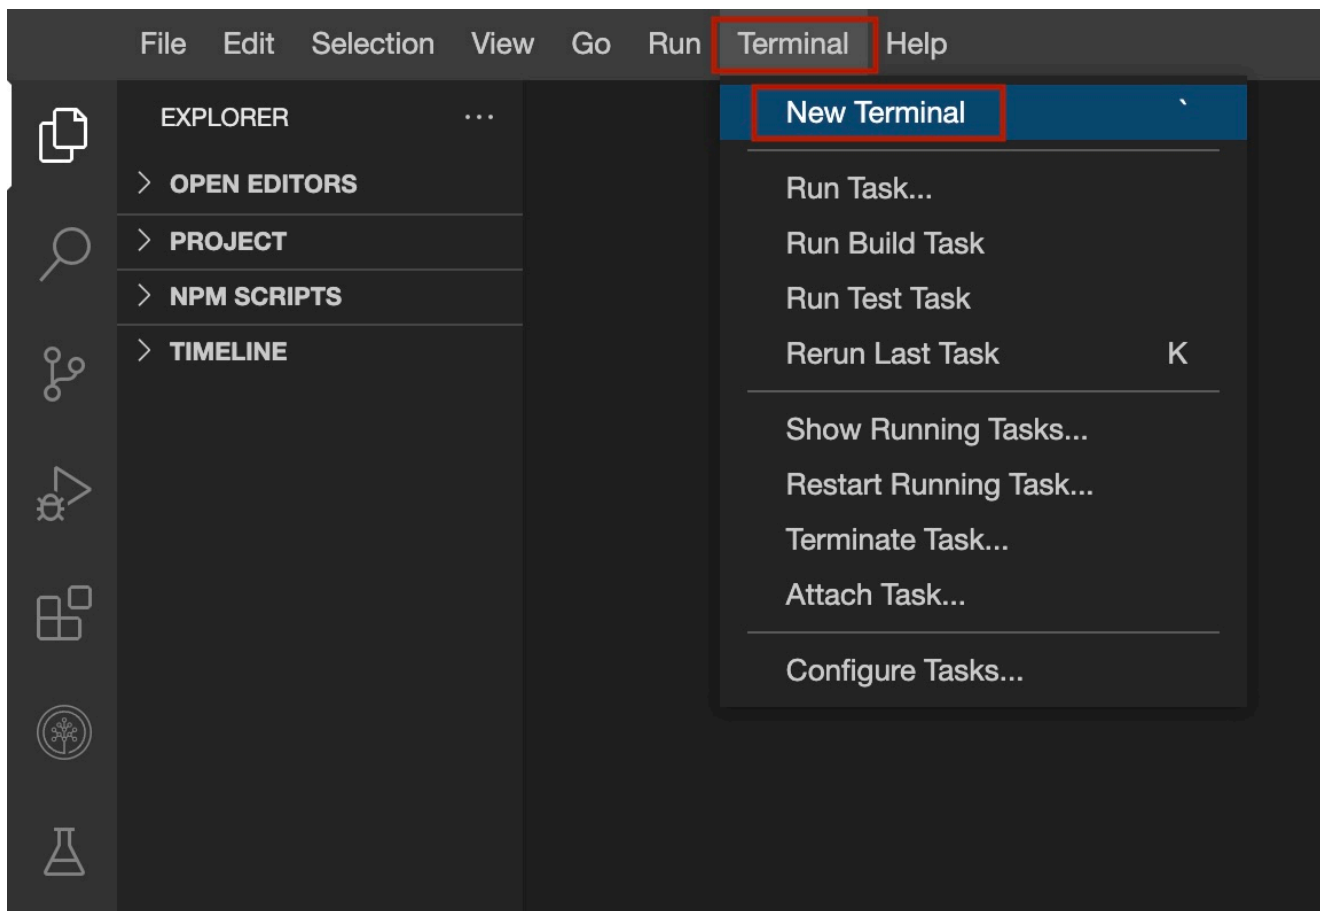 File Edit Selection View Go Run Terminal Help
EXPLORER ...
OPEN EDITORS
PROJECT
NPM SCRIPTS
TIMELINE
New Terminal `
Run Task...
Run Build Task
Run Test Task
Rerun Last Task K
Show Running Tasks...
Restart Running Task...
Terminate Task...
Attach Task...
Configure Tasks...